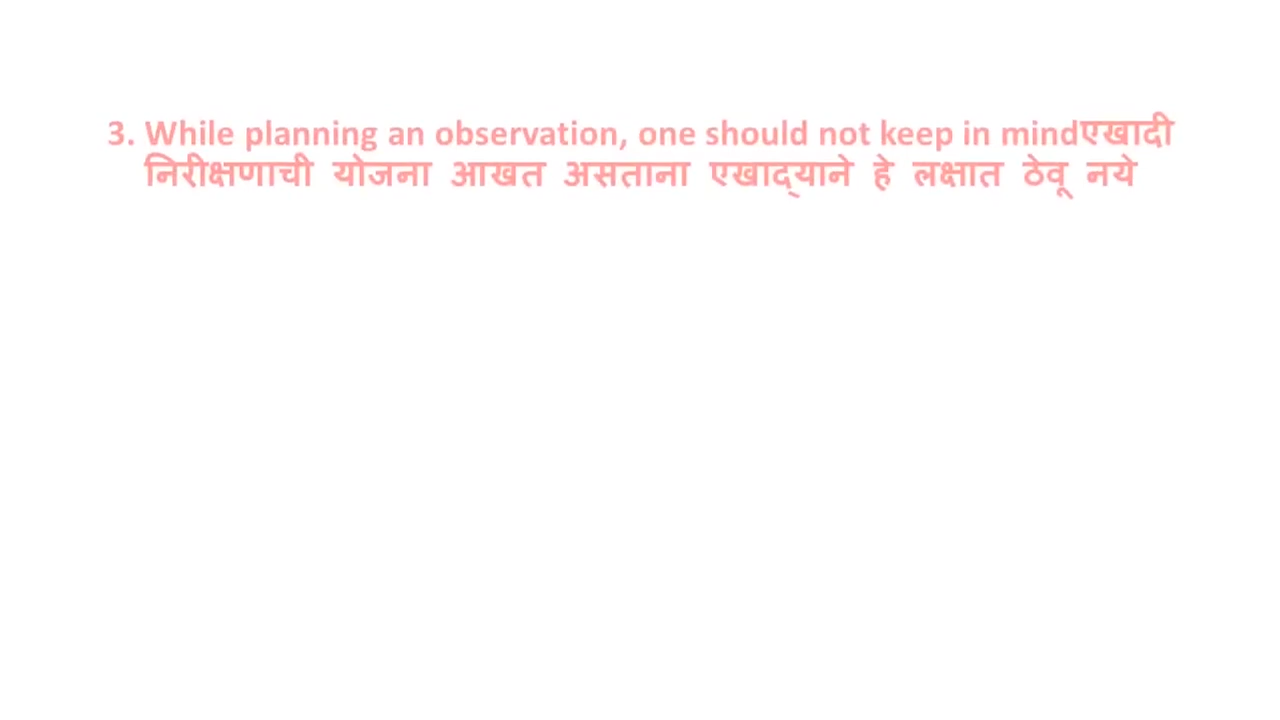 3. While planning an observation, one should not keep in mindएखादी
निरीक्षणाची योजना आखत असताना एखाद्याने हे लक्षात ठेवू नये